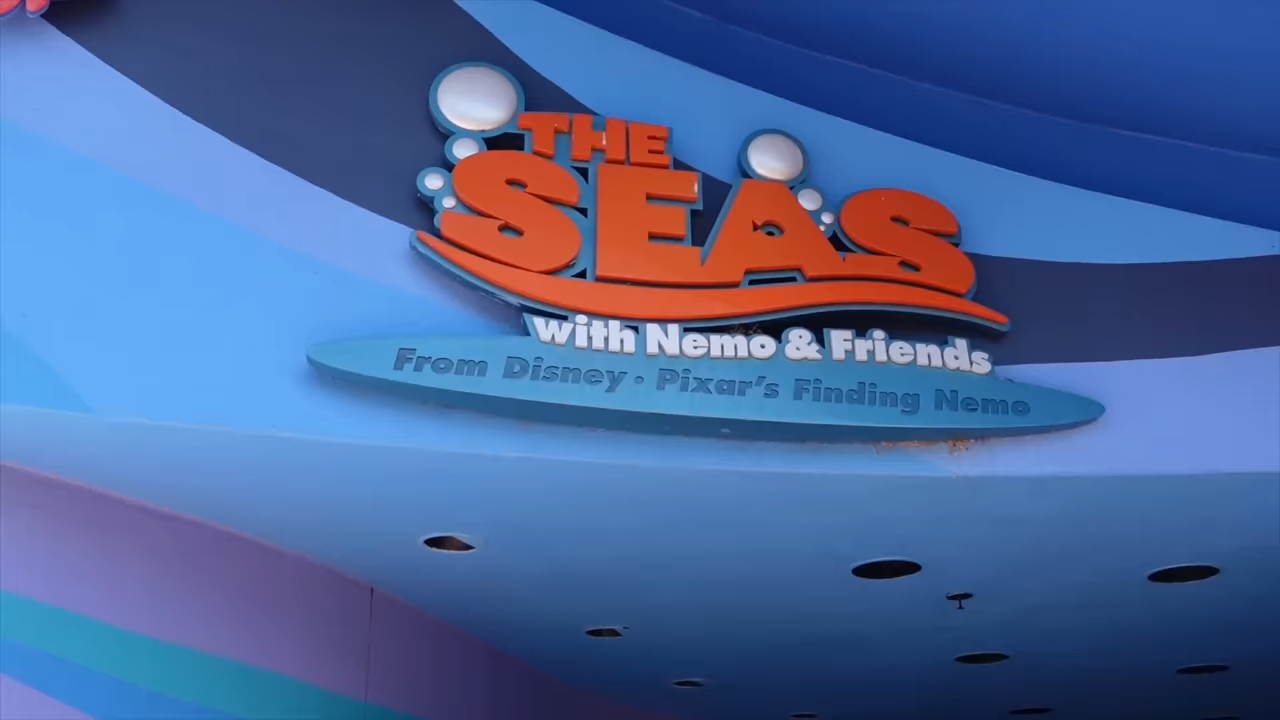 THE
SEAS
with Nemo & Friends
From Disney • Pixar's Finding Nemo